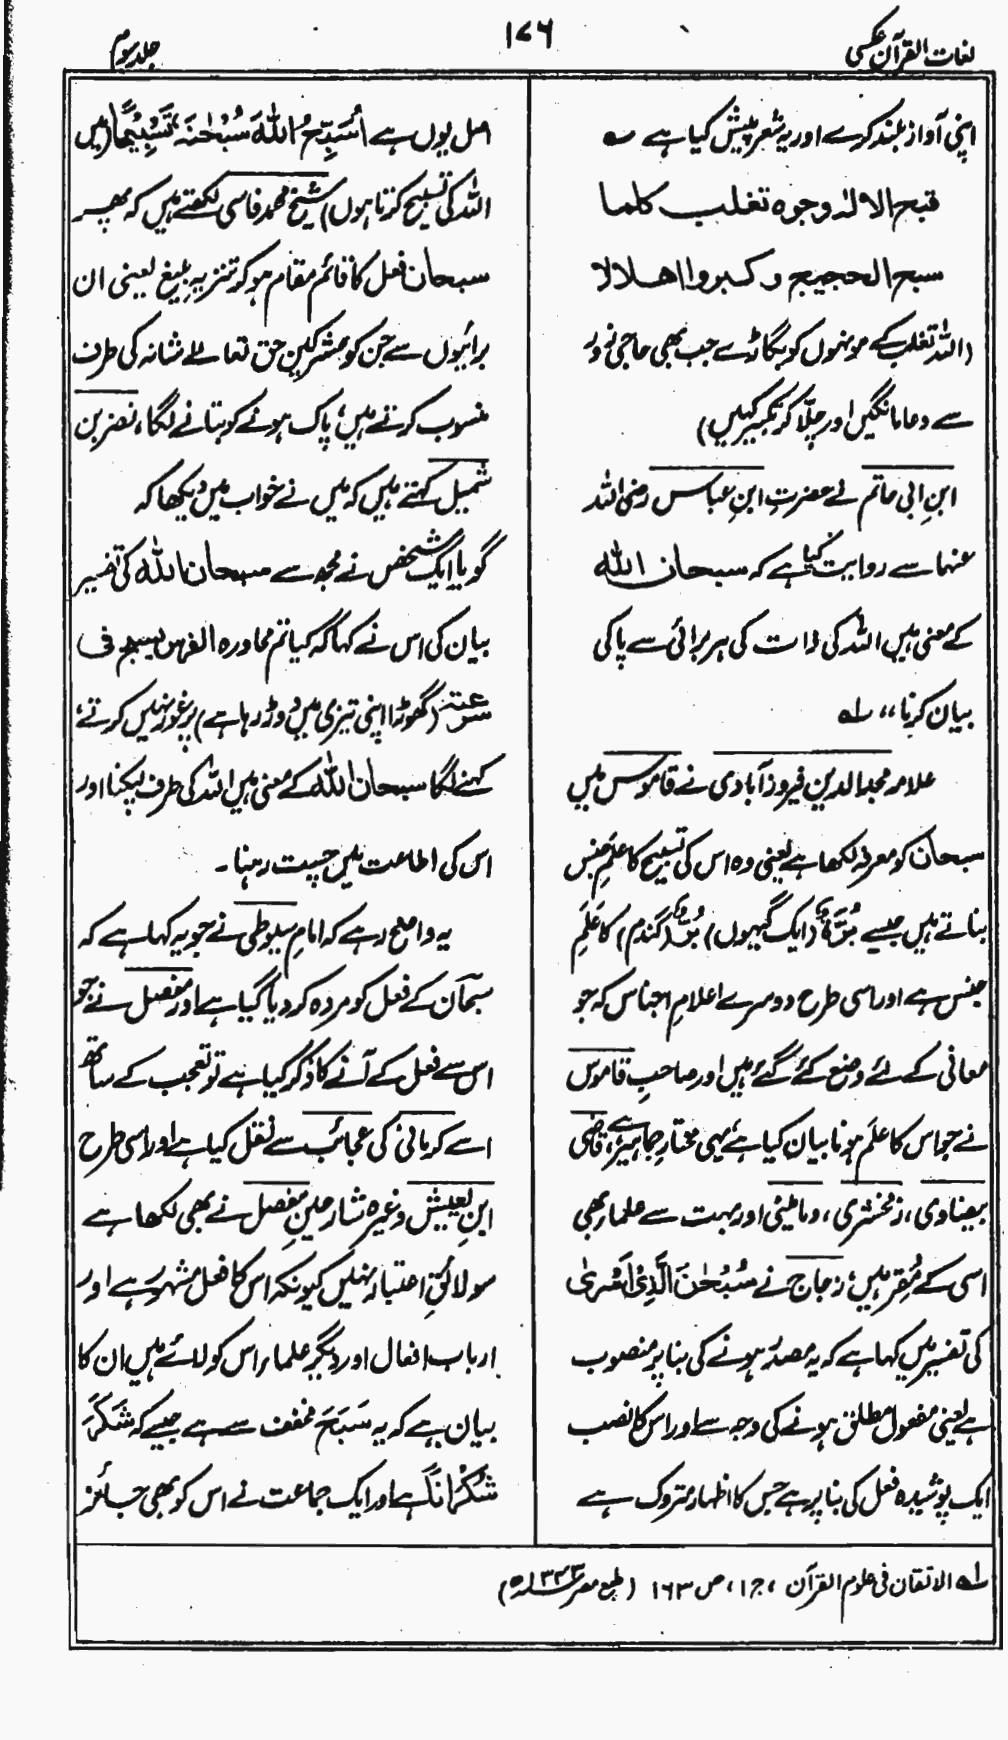 لغات القرآن عکسی
۱۷۶
جلد سوم
اپنی آواز بلند کرے اور یہ شعر پیش کیا ہے ؎
قبح الالٰہ وجوہ تغلب کلما
سبح الحجیج وکبروا اھلالا
(اللہ تغلب کے مونہوں کو بگاڑے جب بھی حاجی زور
سے دعا مانگیں اور چلّا کر تکبیر کہیں)
ابنِ ابی حاتم نے حضرتِ ابنِ عباس رضی اللہ
عنہما سے روایت کیا ہے کہ سبحان اللہ
کے معنی ہیں اللہ کی ذات کی ہر برائی سے پاکی
بیان کرنا،، ؎۱
علامہ مجد الدین فیروزآبادی نے قاموس میں
سبحان کو معرفہ لکھا ہے یعنی وہ اس کی تسبیح کا علَمِ جنس
بناتے ہیں جیسے بُرَّۃٌ (ایک گیہوں) بُرٌّ (گندم) کا عَلَمِ
جنس ہے اور اسی طرح دوسرے اعلامِ اجناس کہ جو
معانی کے لئے وضع کئے گئے ہیں اور صاحبِ قاموس
نے جو اس کا علَم ہونا بیان کیا ہے یہی مختارِ جماہیر ہے، قاضی
بیضاوی، زمخشری، دمامینی اور بہت سے علماء بھی
اسی کے مُقِر ہیں، زجاج نے سُبْحٰنَ الَّذِیْ اَسْرٰی
کی تفسیر میں کہا ہے کہ یہ مصدر ہونے کی بنا پر منصوب
ہے یعنی مفعول مطلق ہونے کی وجہ سے اور اس کا نصب
ایک پوشیدہ فعل کی بنا پر ہے جس کا اظہار متروک ہے
اصل یوں ہے اُسَبِّحُ اللہَ سُبْحٰنَہٗ تَسْبِیْحًا (میں
اللہ کی تسبیح کرتا ہوں) شیخ محمد فاسی لکھتے ہیں کہ پھر
سبحان فعل کا قائم مقام ہو کر تنزیہِ بلیغ یعنی ان
برائیوں سے جن کو مشرکین حق تعالےٰ شانہ کی طرف
منسوب کرتے ہیں، پاک ہونے کو بتانے لگا، نضر بن
شمیل کہتے ہیں کہ میں نے خواب میں دیکھا کہ
گویا ایک شخص نے مجھ سے سبحان اللہ کی تفسیر
بیان کی اس نے کہا کہ کیا تم محاورہ الفرس یسبح فی
سرعتہ (گھوڑا اپنی تیزی میں دوڑ رہا ہے) پر غور نہیں کرتے،
کہنے لگا سبحان اللہ کے معنی ہیں اللہ کی طرف لپکنا اور
اس کی اطاعت میں چست رہنا۔
یہ واضح رہے کہ امام سیوطی نے جو یہ کہا ہے کہ
سبحان کے فعل کو مردہ کر دیا گیا ہے اور مفصل نے جو
اس سے فعل کے آنے کا ذکر کیا ہے تو تعجب کے ساتھ
اسے کرمانی کی عجائب سے نقل کیا ہے اور اسی طرح
ابنِ یعیش وغیرہ شارحینِ مفصل نے بھی لکھا ہے
سو لائقِ اعتبار نہیں کیونکہ اس کا فعل مشہور ہے اور
ارباب افعال اور دیگر علماء اس کو لائے ہیں ان کا
بیان ہے کہ یہ سَبَحَ مخفف سے ہے جیسے کہ شَکَرَ
شُکْرَانًا ہے اور ایک جماعت نے اس کو بھی جائز
؎۱ الاتقان فی علوم القرآن، ج۱، ص ۱۶۳ (طبع مصر